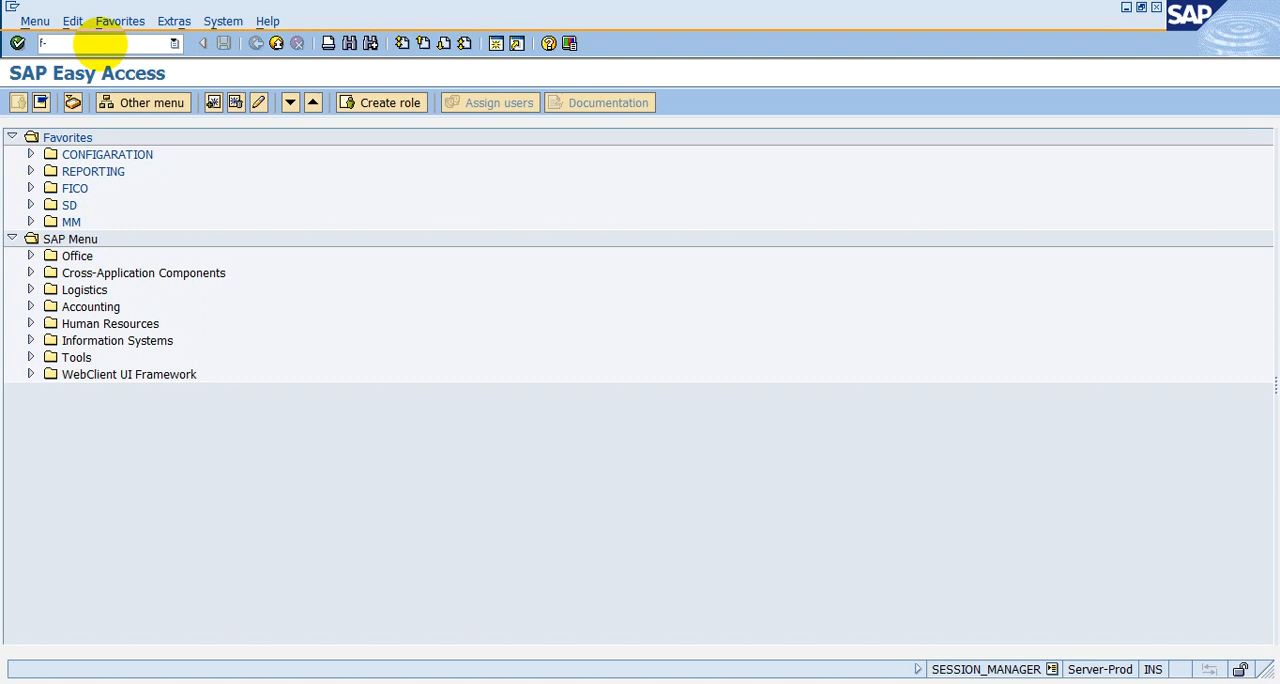 Menu Edit Favorites Extras System Help
SAP
f-
SAP Easy Access
Other menu Create role Assign users Documentation
Favorites
CONFIGARATION
REPORTING
FICO
SD
MM
SAP Menu
Office
Cross-Application Components
Logistics
Accounting
Human Resources
Information Systems
Tools
WebClient UI Framework
SESSION_MANAGER Server-Prod INS